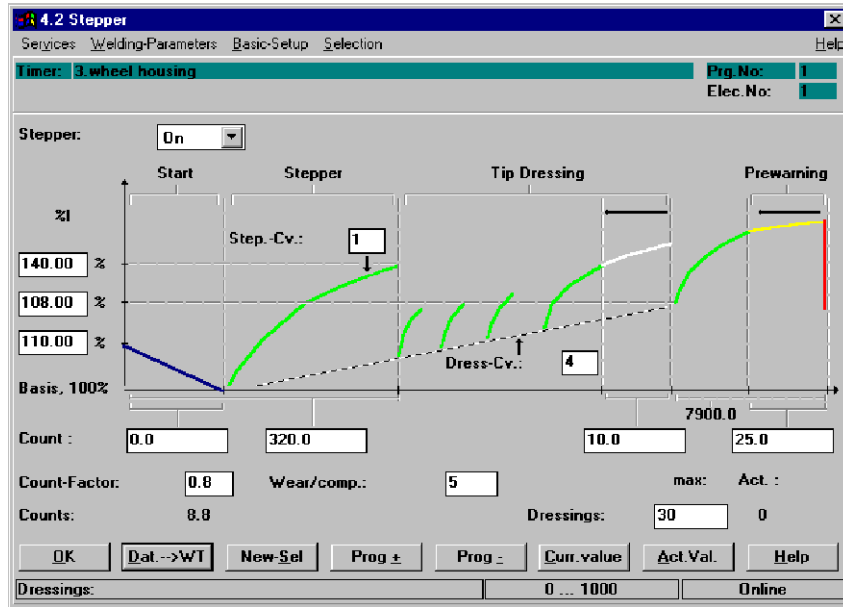 4.2 Stepper
Services Welding-Parameters Basic-Setup Selection Help
Timer: 3.wheel housing Prg.No: 1
Elec.No: 1
Stepper: On
Start Stepper Tip Dressing Prewarning
%I
Step.-Cv.: 1
140.00 %
108.00 %
110.00 %
Dress-Cv.: 4
Basis, 100%
7900.0
Count : 0.0 320.0 10.0 25.0
Count-Factor: 0.8 Wear/comp.: 5 max: Act. :
Counts: 8.8 Dressings: 30 0
OK Dat.-->WT New-Sel Prog + Prog - Curr.value Act.Val. Help
Dressings: 0 ... 1000 Online